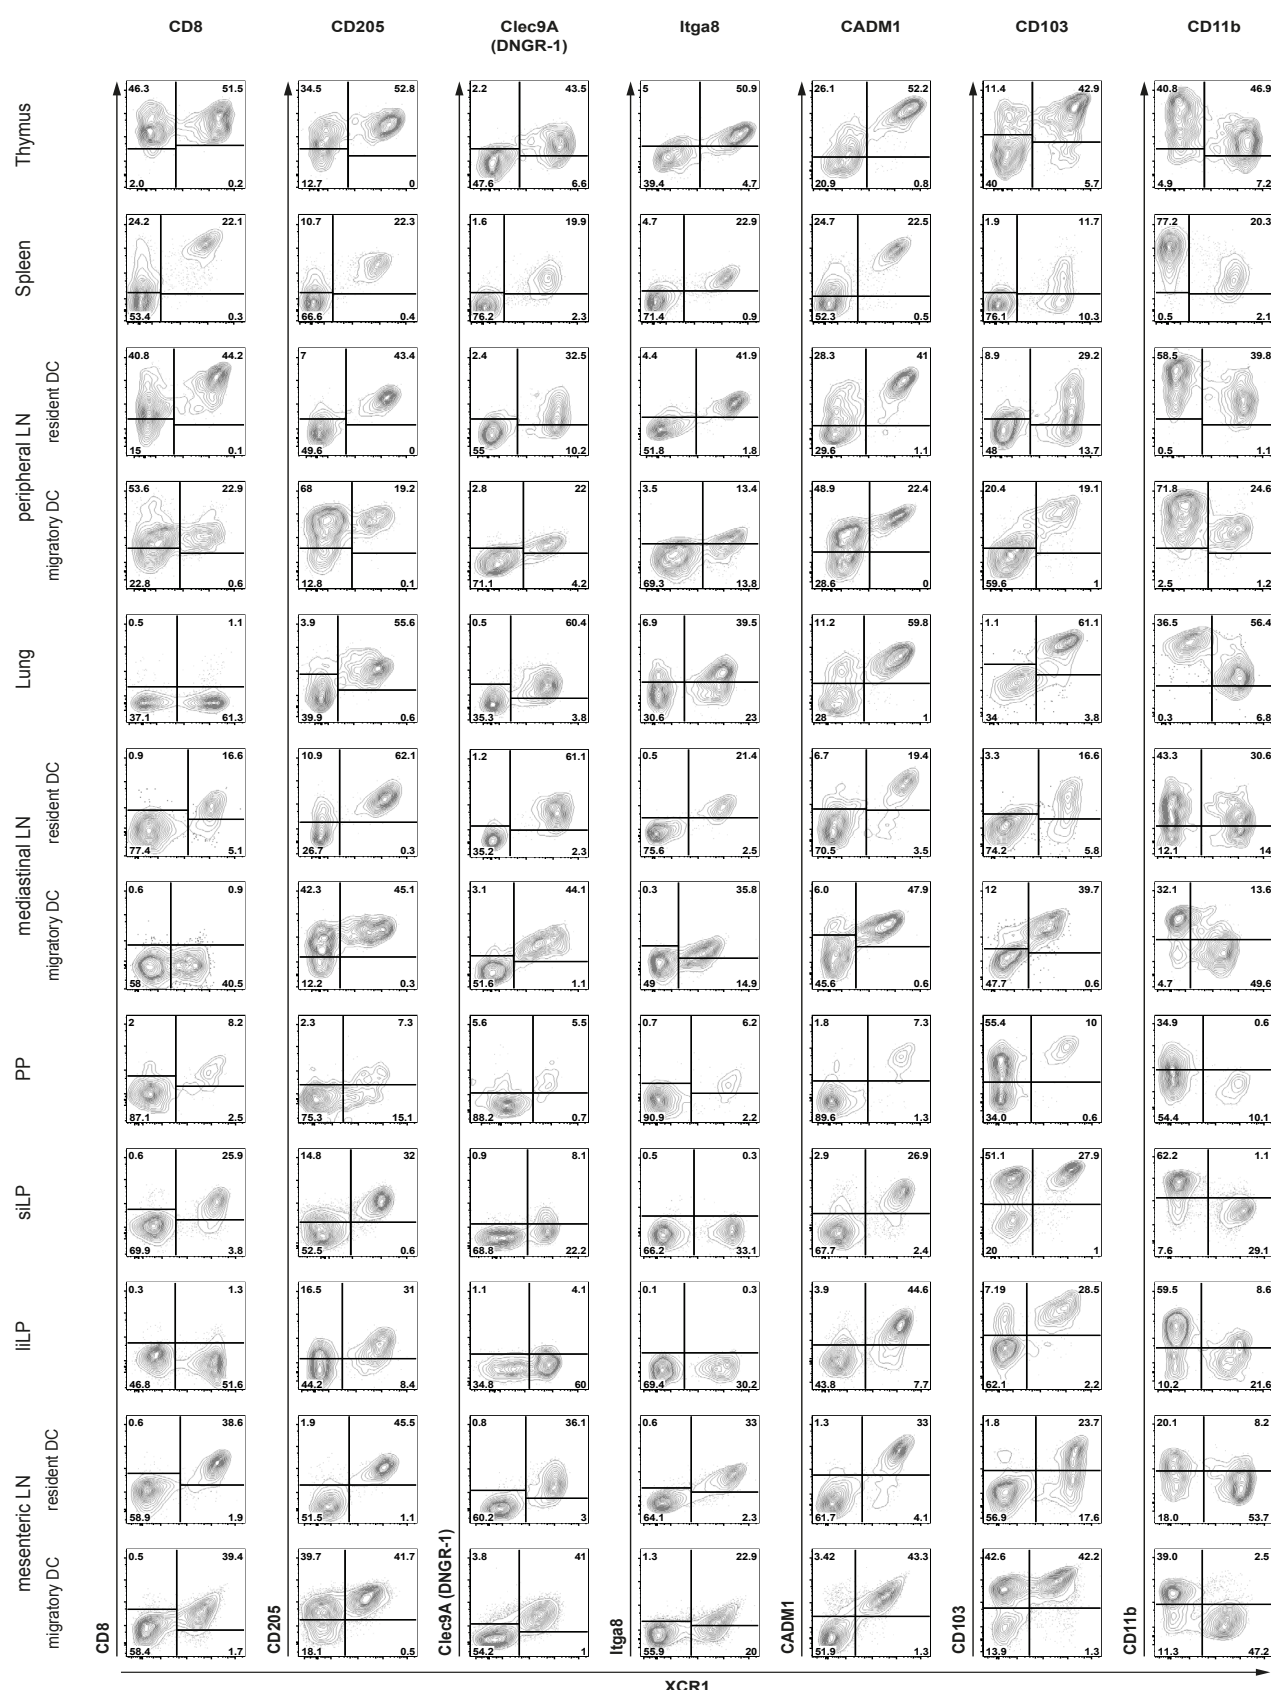 CD8 CD205 Clec9A Itga8 CADM1 CD103 CD11b
(DNGR-1)
Thymus
46.3 51.5 34.5 52.8 2.2 43.5 5 50.9 26.1 52.2 11.4 42.9 40.8 46.9
2.0 0.2 12.7 0 47.6 6.6 39.4 4.7 20.9 0.8 40 5.7 4.9 7.2
Spleen
24.2 22.1 10.7 22.3 1.6 19.9 4.7 22.9 24.7 22.5 1.9 11.7 77.2 20.3
53.4 0.3 66.6 0.4 76.2 2.3 71.4 0.9 52.3 0.5 76.1 10.3 0.5 2.1
peripheral LN
resident DC
40.8 44.2 7 43.4 2.4 32.5 4.4 41.9 28.3 41 8.9 29.2 58.5 39.8
15 0.1 49.6 0 55 10.2 51.8 1.8 29.6 1.1 48 13.7 0.5 1.1
migratory DC
53.6 22.9 68 19.2 2.8 22 3.5 13.4 48.9 22.4 20.4 19.1 71.8 24.6
22.8 0.6 12.8 0.1 71.1 4.2 69.3 13.8 28.6 0 59.6 1 2.5 1.2
Lung
0.5 1.1 3.9 55.6 0.5 60.4 6.9 39.5 11.2 59.8 1.1 61.1 36.5 56.4
37.1 61.3 39.9 0.6 35.3 3.8 30.6 23 28 1 34 3.8 0.3 6.8
mediastinal LN
resident DC
0.9 16.6 10.9 62.1 1.2 61.1 0.5 21.4 6.7 19.4 3.3 16.6 43.3 30.6
77.4 5.1 26.7 0.3 35.2 2.3 75.6 2.5 70.5 3.5 74.2 5.8 12.1 14
migratory DC
0.6 0.9 42.3 45.1 3.1 44.1 0.3 35.8 6.0 47.9 12 39.7 32.1 13.6
58 40.5 12.2 0.3 51.6 1.1 49 14.9 45.6 0.6 47.7 0.6 4.7 49.6
PP
2 8.2 2.3 7.3 5.6 5.5 0.7 6.2 1.8 7.3 55.4 10 34.9 0.6
87.1 2.5 75.3 15.1 88.2 0.7 90.9 2.2 89.6 1.3 34.0 0.6 54.4 10.1
siLP
0.6 25.9 14.8 32 0.9 8.1 0.5 0.3 2.9 26.9 51.1 27.9 62.2 1.1
69.9 3.8 52.5 0.6 68.8 22.2 66.2 33.1 67.7 2.4 20 1 7.6 29.1
liLP
0.3 1.3 16.5 31 1.1 4.1 0.1 0.3 3.9 44.6 7.19 28.5 59.5 8.6
46.8 51.6 44.2 8.4 34.8 60 69.4 30.2 43.8 7.7 62.1 2.2 10.2 21.6
mesenteric LN
resident DC
0.6 38.6 1.9 45.5 0.8 36.1 0.6 33 1.3 33 1.8 23.7 20.1 8.2
58.9 1.9 51.5 1.1 60.2 3 64.1 2.3 61.7 4.1 56.9 17.6 18.0 53.7
migratory DC
0.5 39.4 39.7 41.7 3.8 41 1.3 22.9 3.42 43.3 42.6 42.2 39.0 2.5
58.4 1.7 18.1 0.5 54.2 1 55.9 20 51.9 1.3 13.9 1.3 11.3 47.2
CD8 CD205 Clec9A (DNGR-1) Itga8 CADM1 CD103 CD11b
XCR1